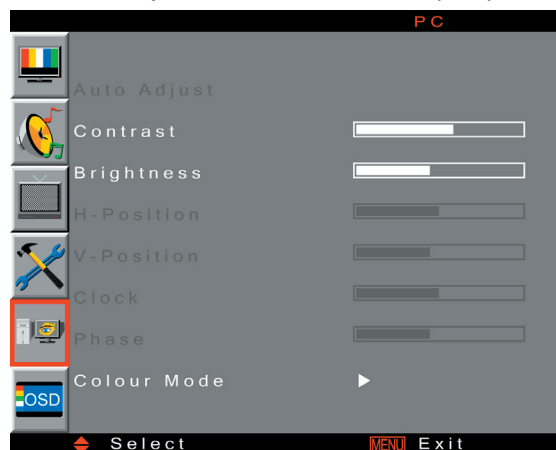 PC
Auto Adjust
Contrast
Brightness
H-Position
V-Position
Clock
Phase
Colour Mode
OSD
Select MENU Exit